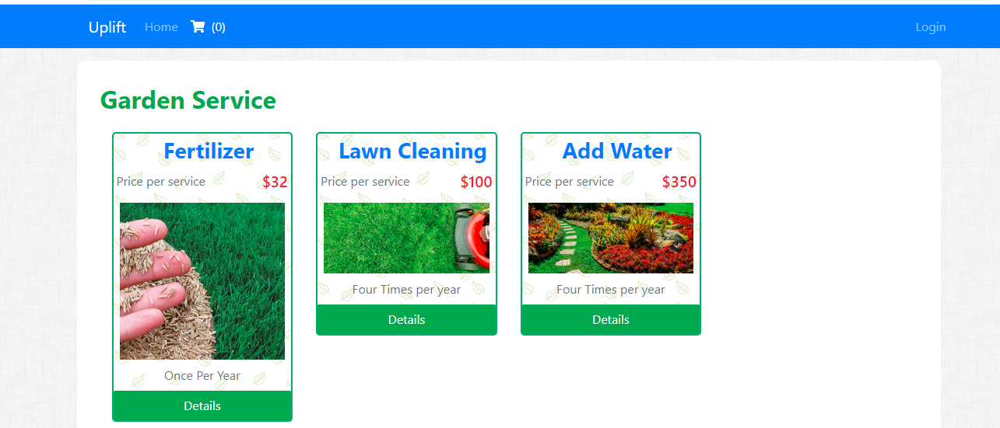 Uplift Home (0) Login
Garden Service
Fertilizer
Price per service $32
Once Per Year
Details
Lawn Cleaning
Price per service $100
Four Times per year
Details
Add Water
Price per service $350
Four Times per year
Details